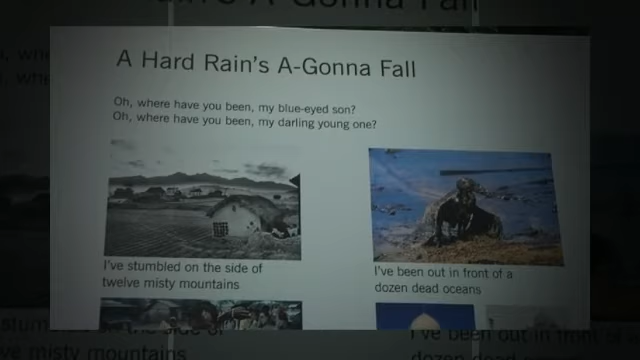 A Hard Rain's A-Gonna Fall
Oh, where have you been, my blue-eyed son?
Oh, where have you been, my darling young one?
I've stumbled on the side of
twelve misty mountains
I've been out in front of a
dozen dead oceans